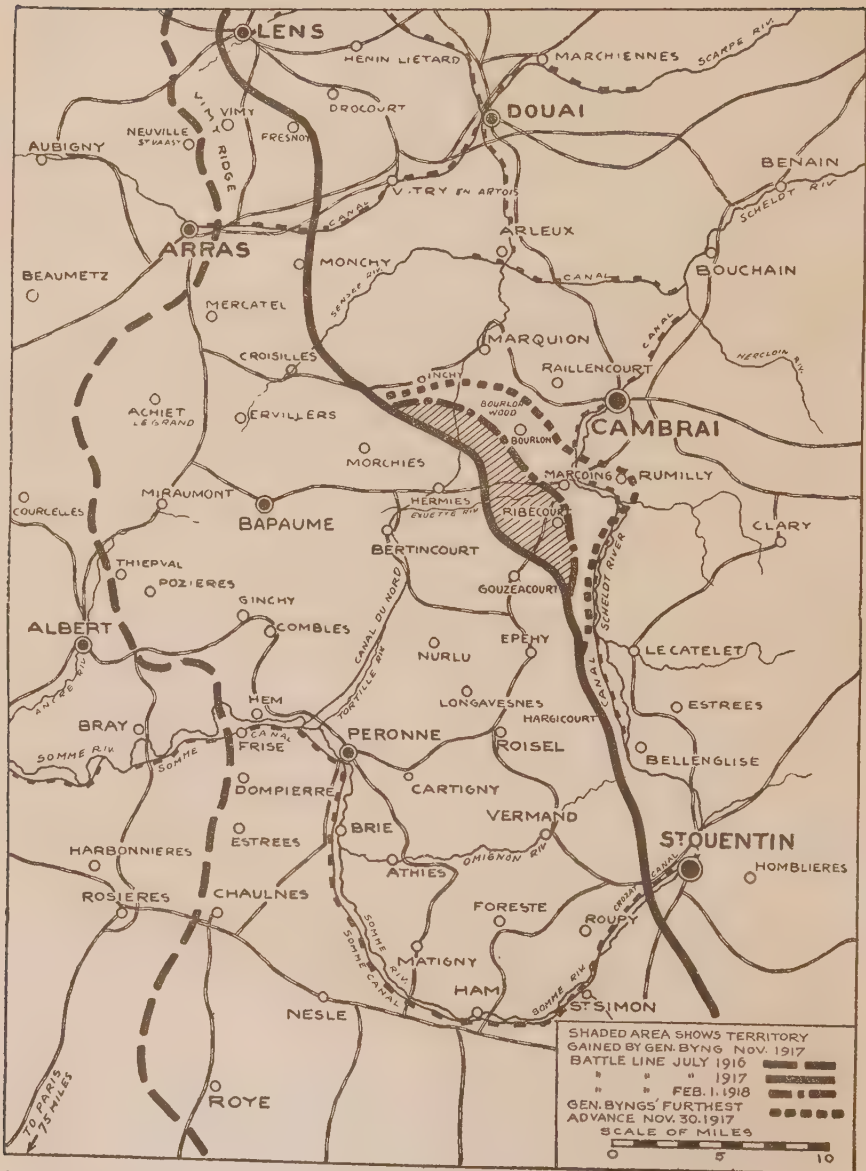 LENS
HENIN LIETARD
MARCHIENNES
SCARPE RIV.
DROCOURT
DOUAI
VIMY
VIMY RIDGE
FRESNOY
NEUVILLE
ST VAAST
AUBIGNY
BENAIN
SCHELDT RIV
V-TRY EN ARTOIS
CANAL
ARRAS
ARLEUX
BOUCHAIN
MONCHY
CANAL
BEAUMETZ
SENSEE RIV.
MERCATEL
MARQUION
CANAL
HERCLOIN RIV.
CROISILLES
INCHY
RAILLENCOURT
ACHIET
LE GRAND
ERVILLERS
BOURLON
WOOD
BOURLON
CAMBRAI
MORCHIES
MARCOING
RUMILLY
COURCELLES
MIRAUMONT
BAPAUME
HERMIES
RIBECOURT
CLARY
BERTINCOURT
THIEPVAL
POZIERES
GOUZEACOURT
SCHELDT RIVER
GINCHY
COMBLES
ALBERT
CANAL DU NORD
TORTILLE RIV.
NURLU
EPEHY
LE CATELET
CANAL
ANCRE RIV.
HEM
LONGAVESNES
ESTREES
BRAY
HARGICOURT
CANAL
FRISE
PERONNE
ROISEL
SOMME RIV.
SOMME
BELLENGLISE
DOMPIERRE
CARTIGNY
VERMAND
ESTREES
BRIE
ST QUENTIN
HARBONNIERES
ATHIES
OMIGNON RIV.
CROZAT CANAL
HOMBLIERES
ROSIERES
CHAULNES
FORESTE
ROUPY
SOMME RIV.
SOMME CANAL
MATIGNY
HAM
SOMME RIV.
ST SIMON
NESLE
ROYE
TO PARIS
75 MILES
SHADED AREA SHOWS TERRITORY
GAINED BY GEN. BYNG NOV. 1917
BATTLE LINE JULY 1916
" " " 1917
" " FEB. 1. 1918
GEN. BYNGS' FURTHEST
ADVANCE NOV. 30. 1917
SCALE OF MILES
0 5 10